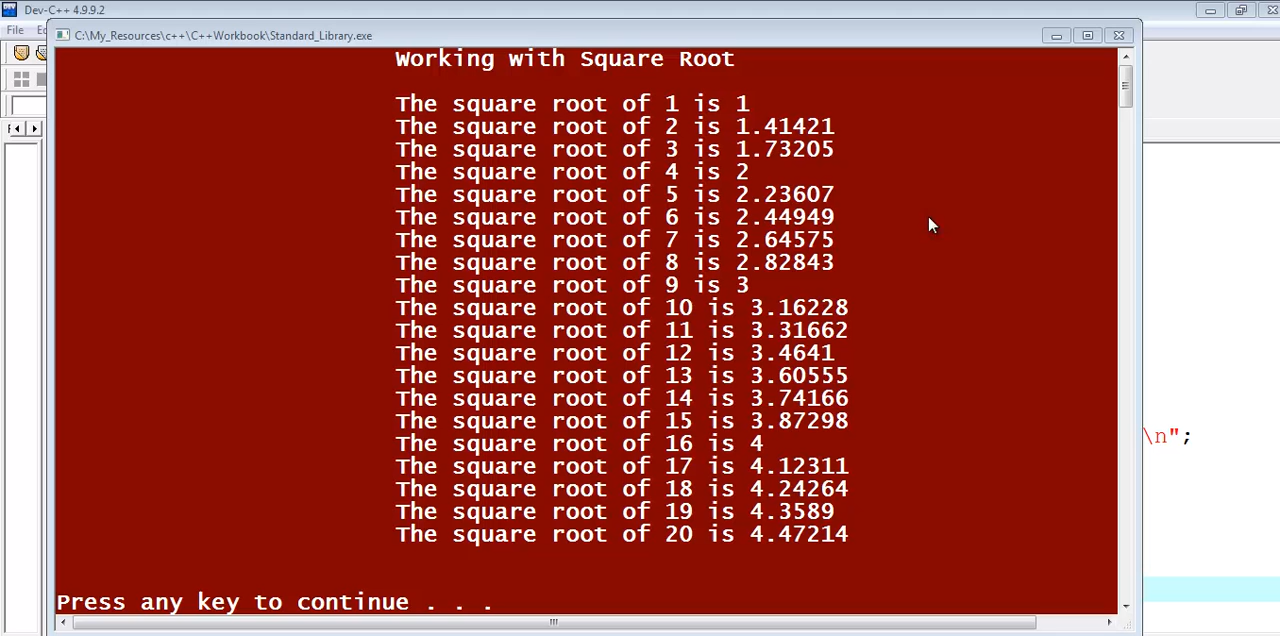 Dev-C++ 4.9.9.2
File
C:\My_Resources\c++\C++Workbook\Standard_Library.exe
Working with Square Root
The square root of 1 is 1
The square root of 2 is 1.41421
The square root of 3 is 1.73205
The square root of 4 is 2
The square root of 5 is 2.23607
The square root of 6 is 2.44949
The square root of 7 is 2.64575
The square root of 8 is 2.82843
The square root of 9 is 3
The square root of 10 is 3.16228
The square root of 11 is 3.31662
The square root of 12 is 3.4641
The square root of 13 is 3.60555
The square root of 14 is 3.74166
The square root of 15 is 3.87298
The square root of 16 is 4
The square root of 17 is 4.12311
The square root of 18 is 4.24264
The square root of 19 is 4.3589
The square root of 20 is 4.47214
\n";
Press any key to continue . . .